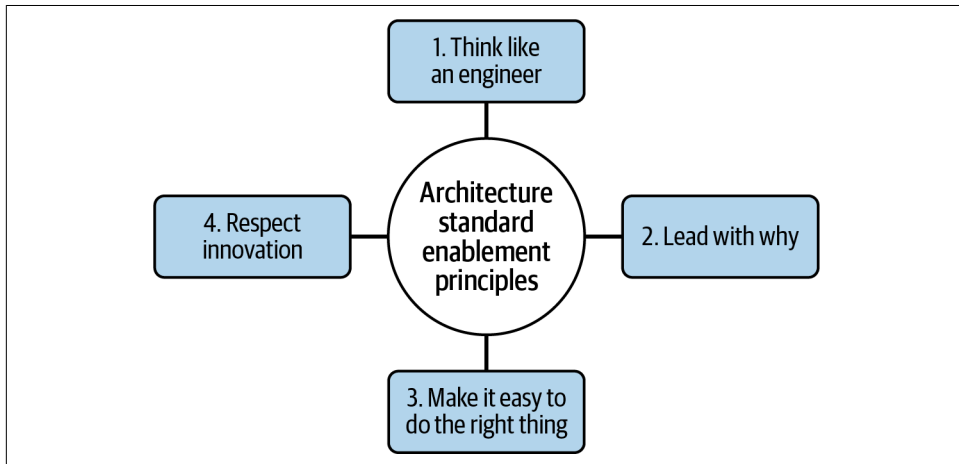 1. Think like
an engineer
Architecture
standard
enablement
principles
4. Respect
innovation
2. Lead with why
3. Make it easy to
do the right thing